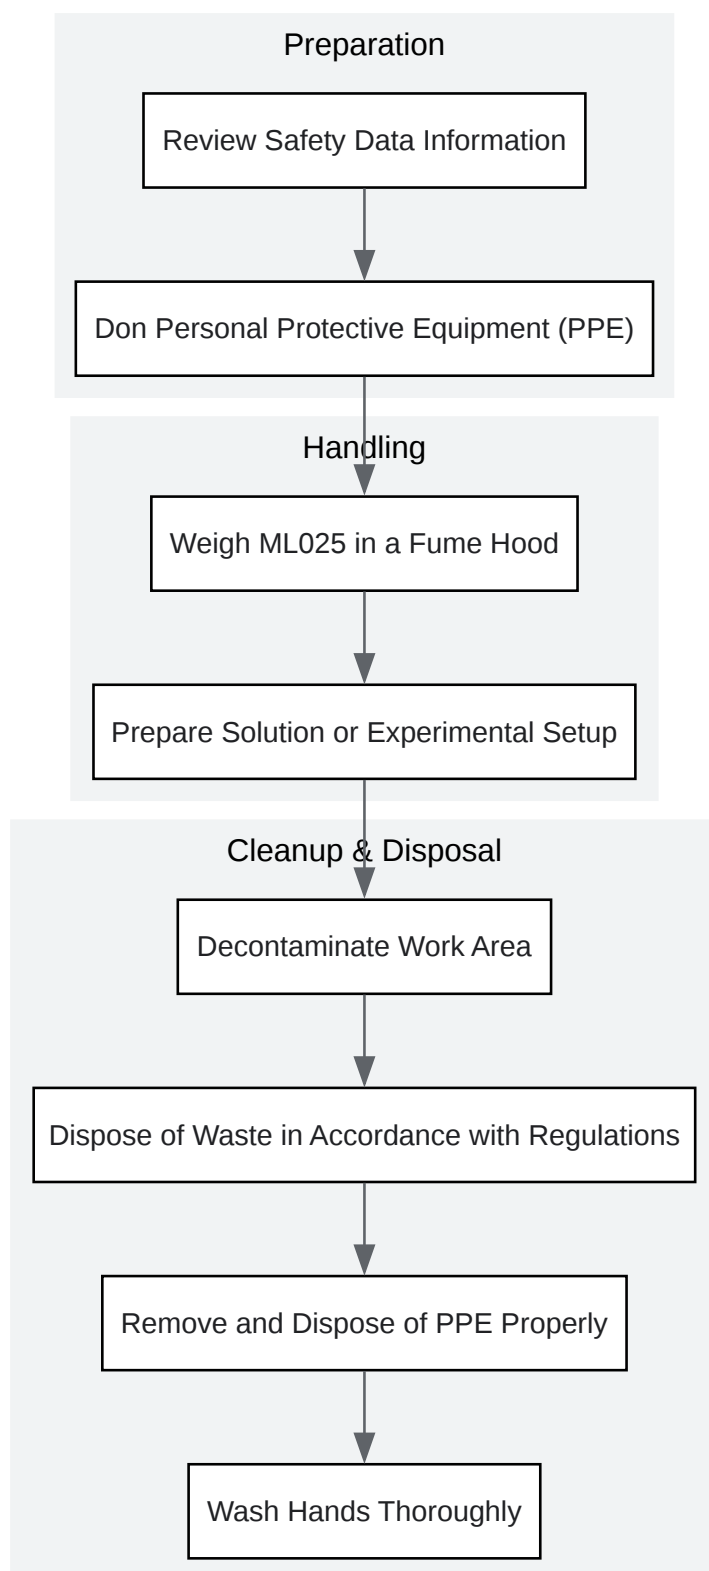 Preparation
Review Safety Data Information
Don Personal Protective Equipment (PPE)
Handling
Weigh ML025 in a Fume Hood
Prepare Solution or Experimental Setup
Cleanup & Disposal
Decontaminate Work Area
Dispose of Waste in Accordance with Regulations
Remove and Dispose of PPE Properly
Wash Hands Thoroughly